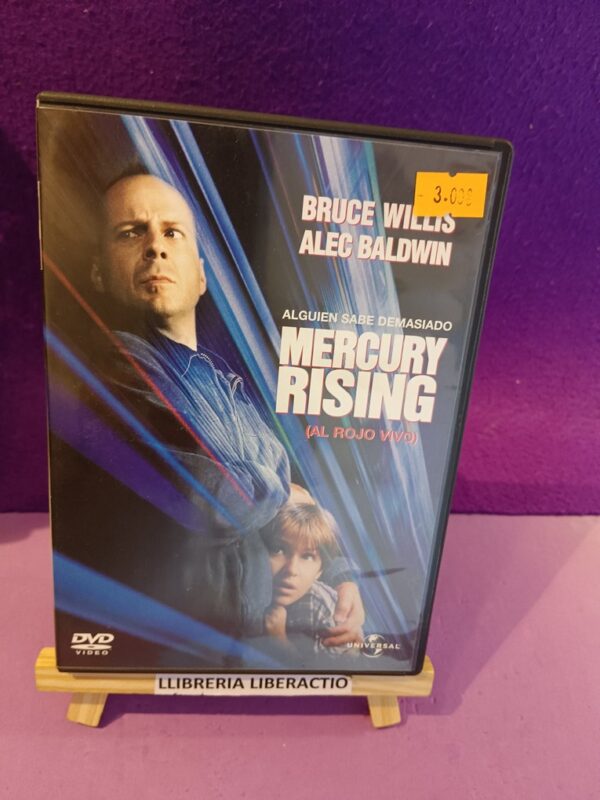 3.00€
BRUCE WILLIS
ALEC BALDWIN
ALGUIEN SABE DEMASIADO
MERCURY
RISING
(AL ROJO VIVO)
DVD
VIDEO
UNIVERSAL
LLIBRERIA LIBERACTIO